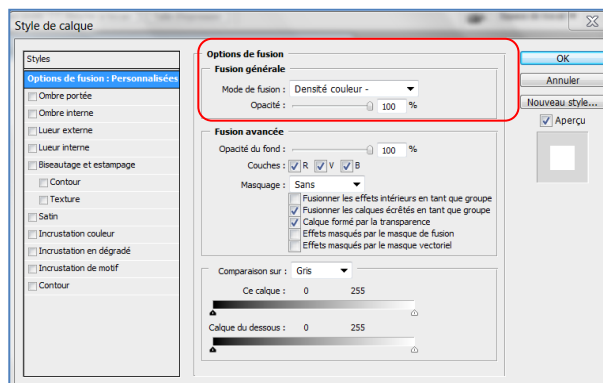 Style de calque
Styles
Options de fusion : Personnalisées
Ombre portée
Ombre interne
Lueur externe
Lueur interne
Biseautage et estampage
Contour
Texture
Satin
Incrustation couleur
Incrustation en dégradé
Incrustation de motif
Contour
Options de fusion
Fusion générale
Mode de fusion : Densité couleur -
Opacité : 100 %
Fusion avancée
Opacité du fond : 100 %
Couches : R V B
Masquage : Sans
Fusionner les effets intérieurs en tant que groupe
Fusionner les calques écrêtés en tant que groupe
Calque formé par la transparence
Effets masqués par le masque de fusion
Effets masqués par le masque vectoriel
Comparaison sur : Gris
Ce calque : 0 255
Calque du dessous : 0 255
OK
Annuler
Nouveau style...
Aperçu